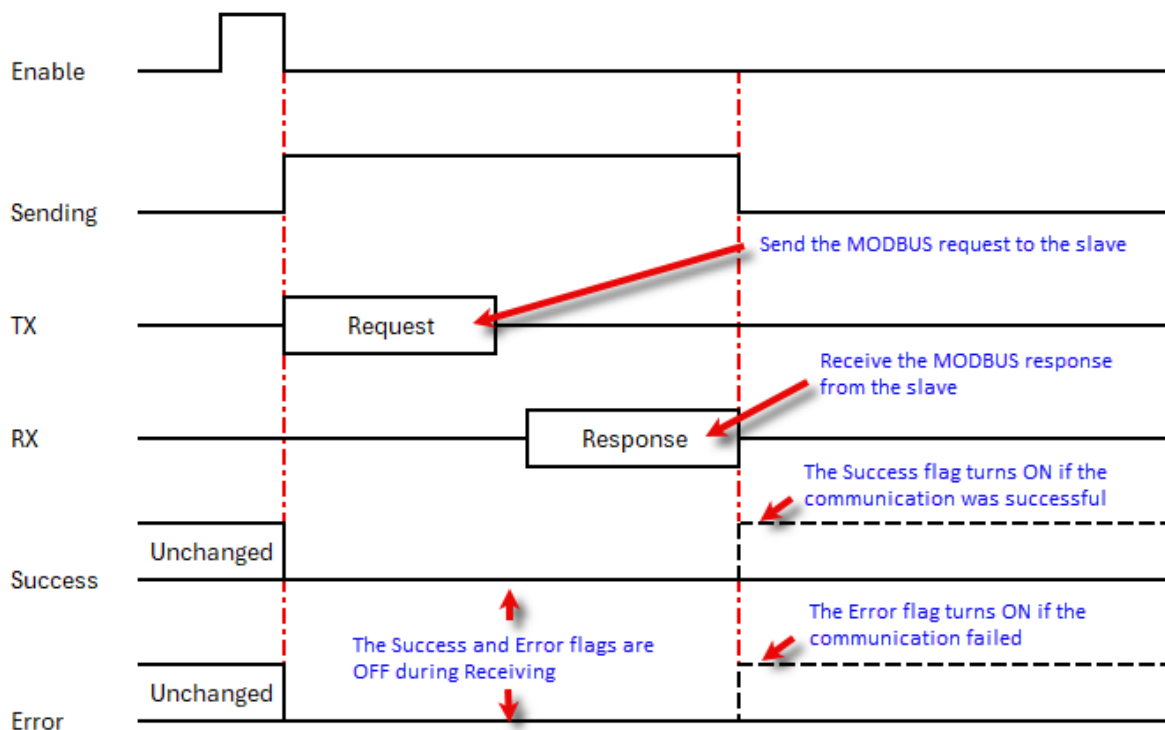 Enable
Sending
Send the MODBUS request to the slave
TX
Request
Receive the MODBUS response
from the slave
RX
Response
The Success flag turns ON if the
communication was successful
Unchanged
Success
The Error flag turns ON if the
communication failed
The Success and Error flags are
OFF during Receiving
Unchanged
Error